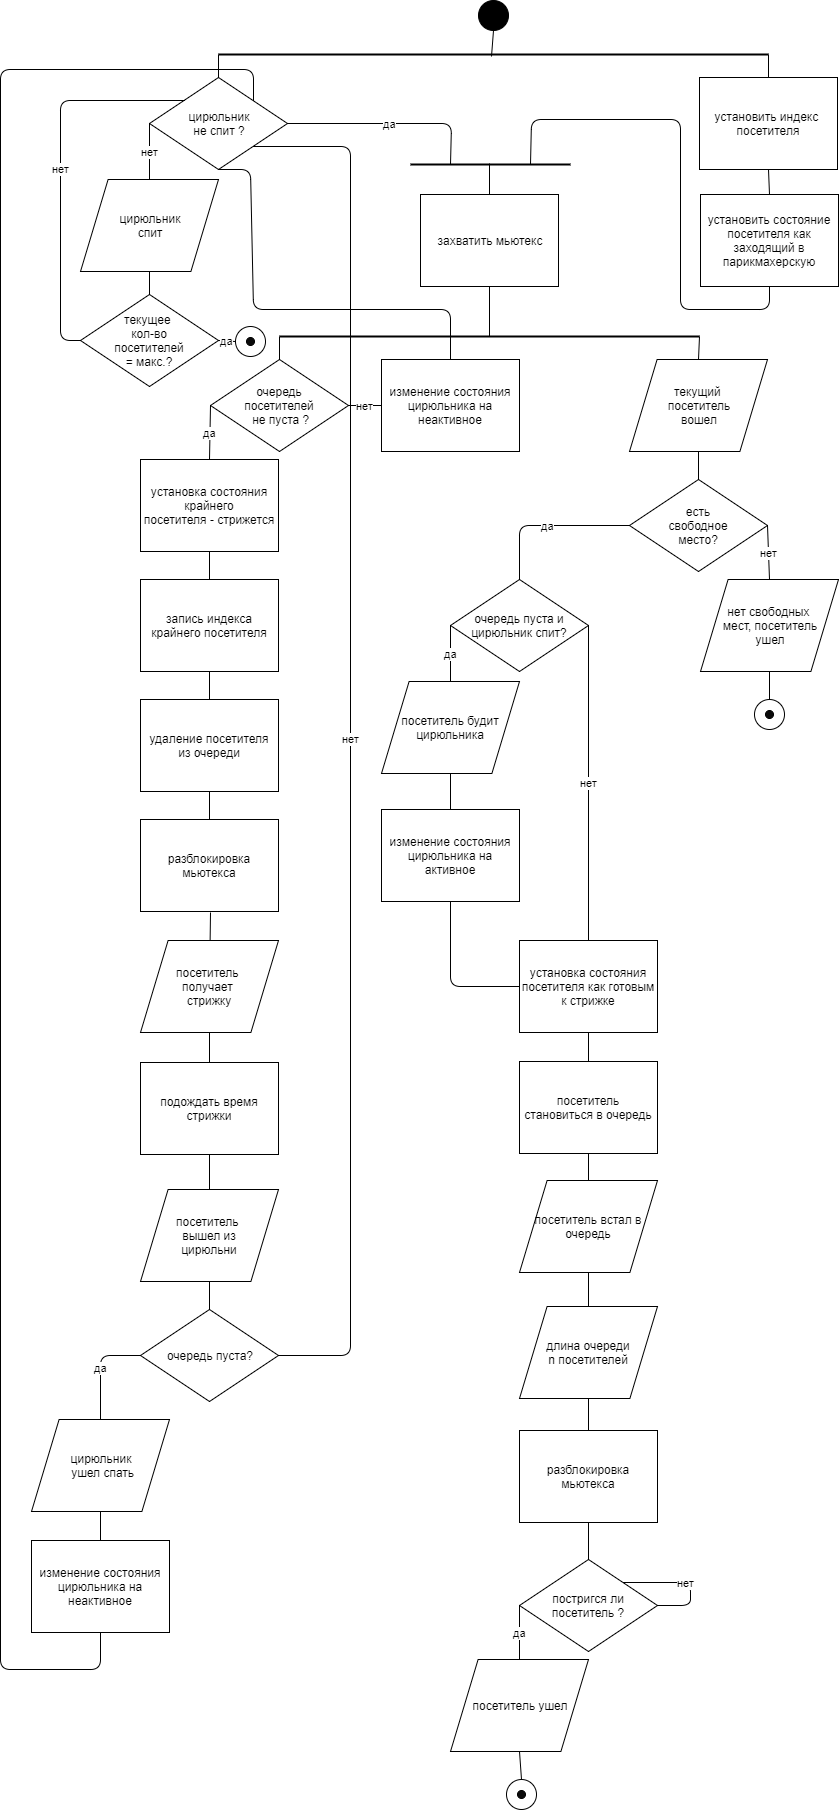 цирюльник
не спит ?
да
установить индекс
посетителя
нет
нет
цирюльник
спит
захватить мьютекс
установить состояние
посетителя как
заходящий в
парикмахерскую
текущее
кол-во
посетителей
= макс.?
да
очередь
посетителей
не пуста ?
нет
изменение состояния
цирюльника на
неактивное
текущий
посетитель
вошел
да
установка состояния
крайнего
посетителя - стрижется
есть
свободное
место?
да
нет
запись индекса
крайнего посетителя
очередь пуста и
цирюльник спит?
нет свободных
мест, посетитель
ушел
да
удаление посетителя
из очереди
нет
посетитель будит
цирюльника
нет
разблокировка
мьютекса
изменение состояния
цирюльника на
активное
посетитель
получает
стрижку
установка состояния
посетителя как готовым
к стрижке
подождать время
стрижки
посетитель
становиться в очередь
посетитель
вышел из
цирюльни
посетитель встал в
очередь
очередь пуста?
да
длина очереди
n посетителей
цирюльник
ушел спать
разблокировка
мьютекса
изменение состояния
цирюльника на
неактивное
постригся ли
посетитель ?
нет
да
посетитель ушел